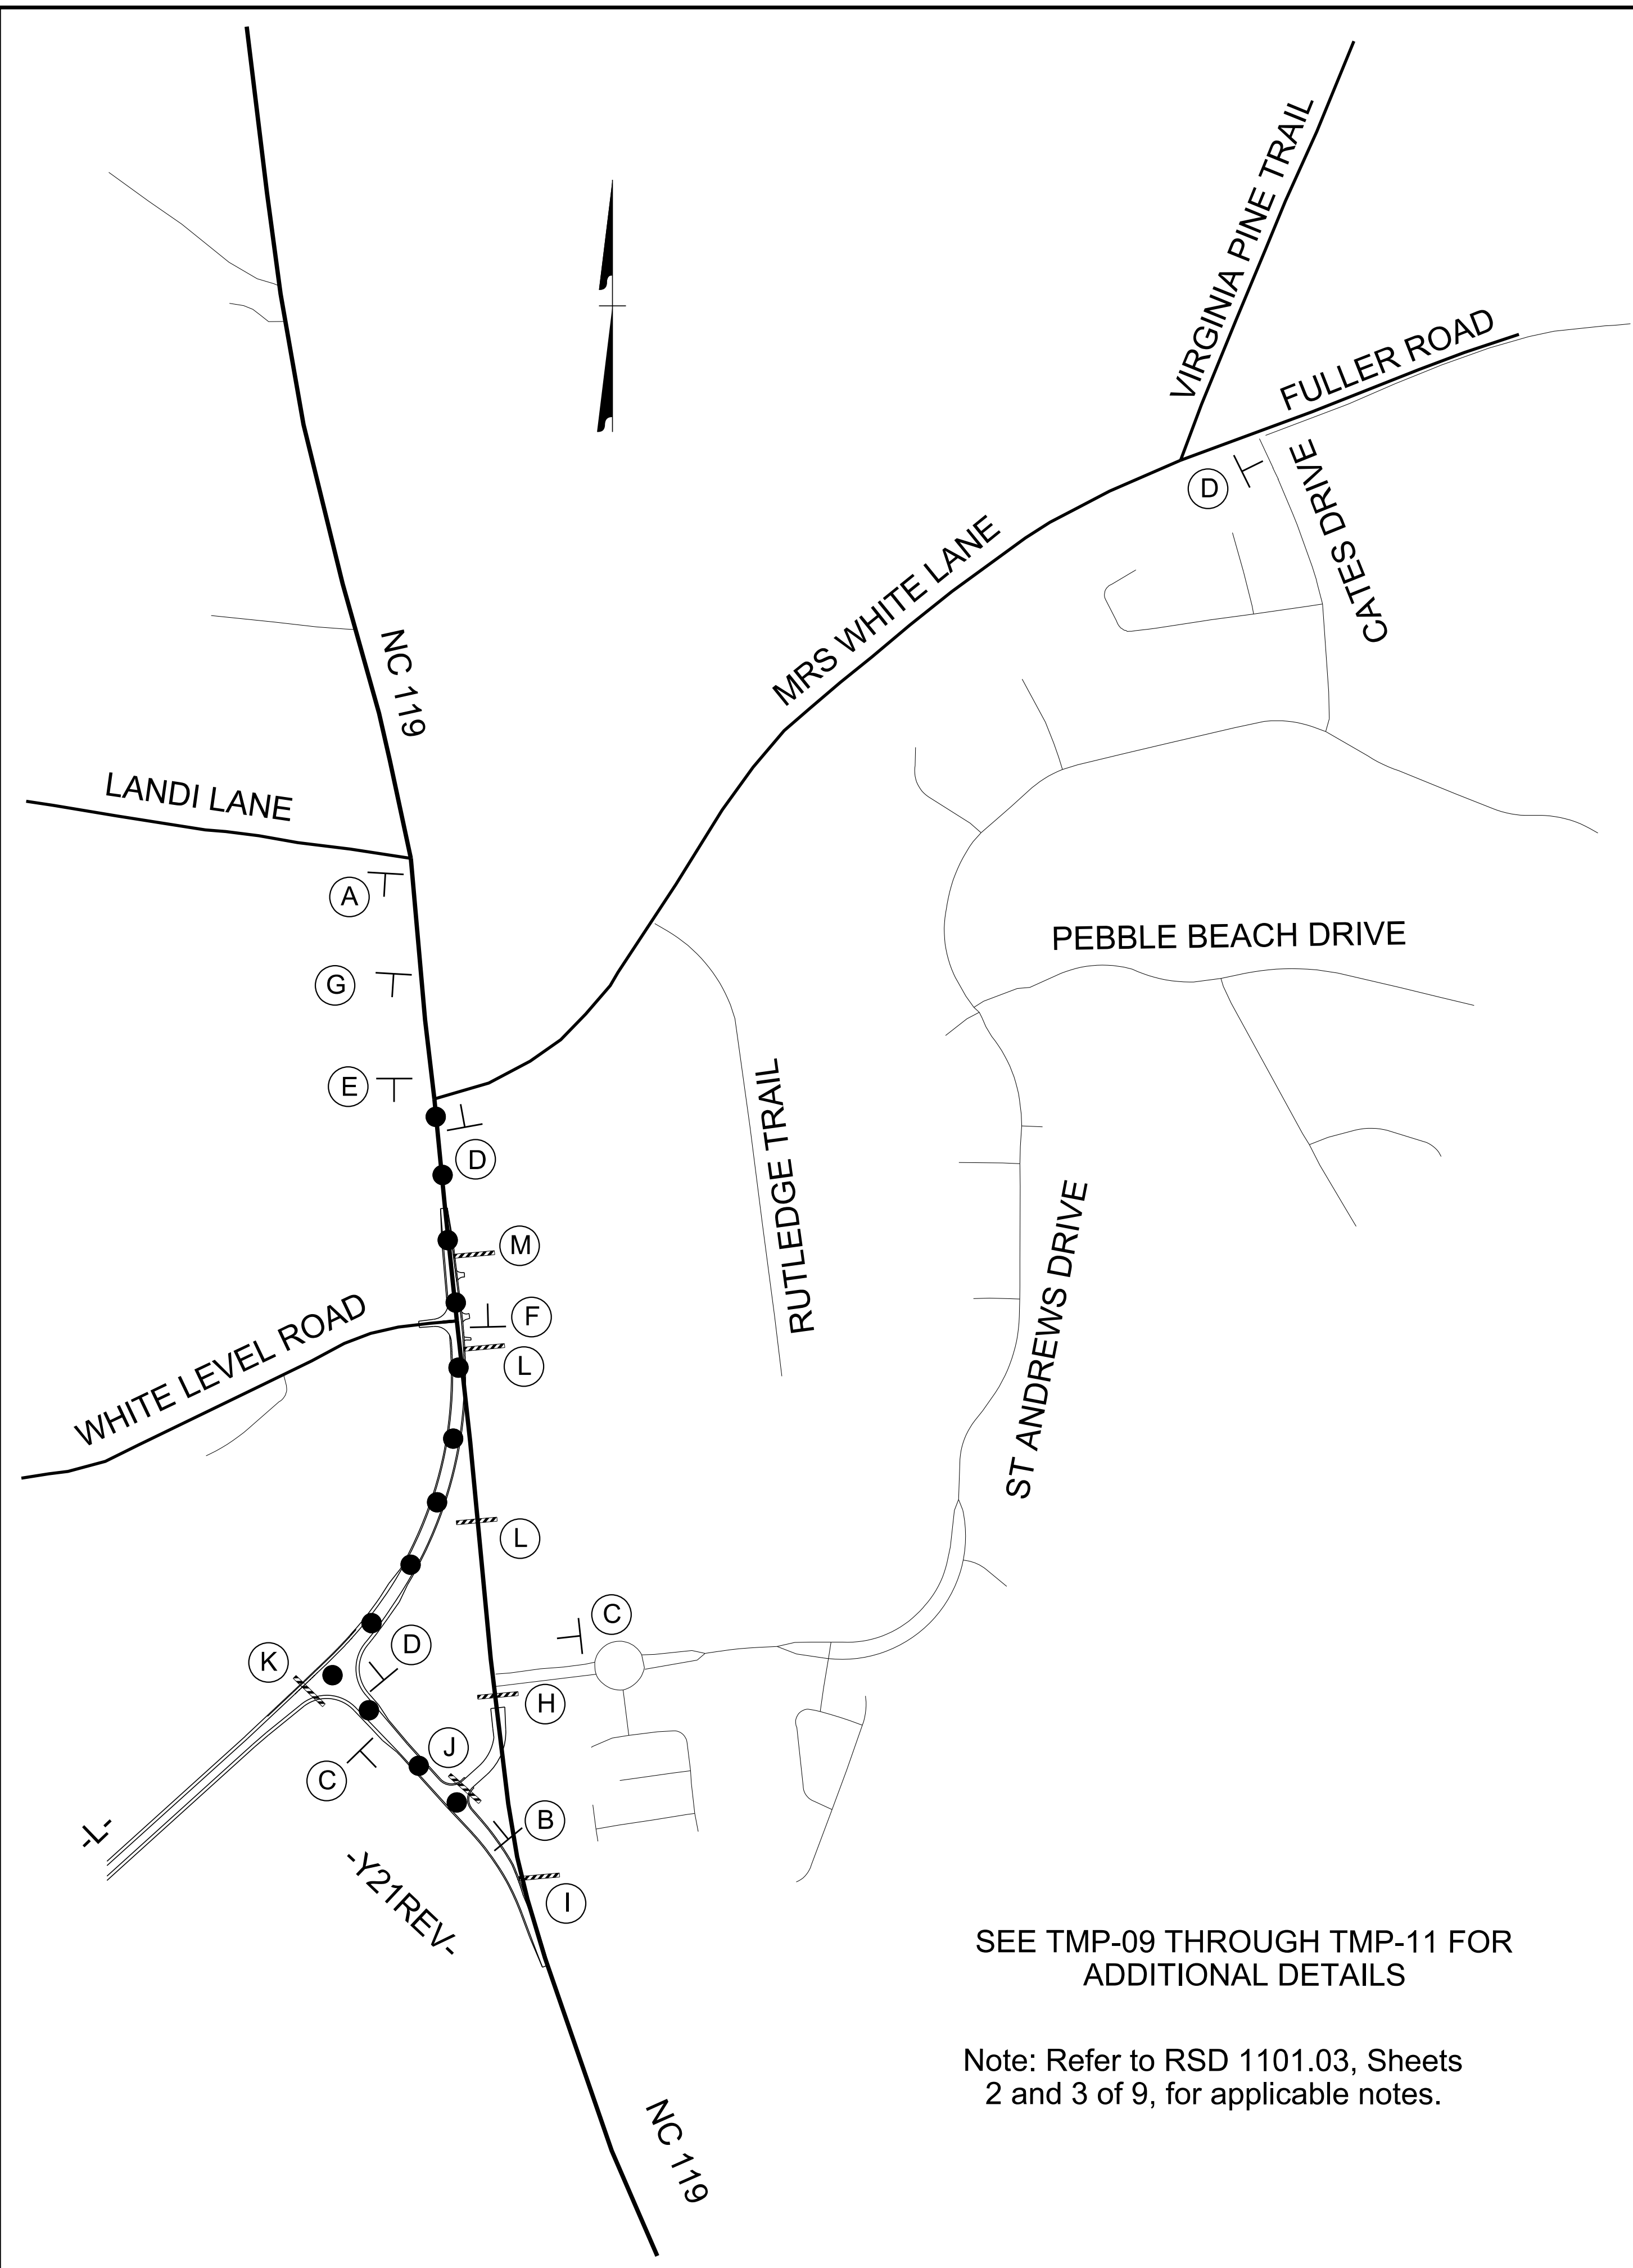 VIRGINIA PINE TRAIL
FULLER ROAD
D
CATES DRIVE
MRS WHITE LANE
NC 119
LANDI LANE
A
G
PEBBLE BEACH DRIVE
E
D
RUTLEDGE TRAIL
M
F
L
ST ANDREWS DRIVE
WHITE LEVEL ROAD
L
C
D
K
H
J
C
B
-L-
-Y21REV-
I
SEE TMP-09 THROUGH TMP-11 FOR
ADDITIONAL DETAILS
Note: Refer to RSD 1101.03, Sheets
2 and 3 of 9, for applicable notes.
NC 119